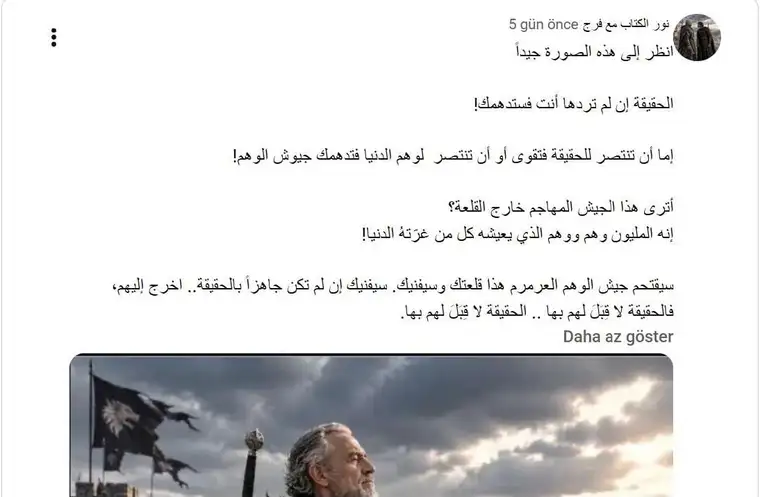 نور الكتاب مع فرج 5 gün önce
انظر إلى هذه الصورة جيداً
الحقيقة إن لم تردها أنت فستدهمك!
إما أن تنتصر للحقيقة فتقوى أو أن تنتصر لوهم الدنيا فتدهمك جيوش الوهم!
أترى هذا الجيش المهاجم خارج القلعة؟
إنه المليون وهم ووهم الذي يعيشه كل من غرّتهُ الدنيا!
سيقتحم جيش الوهم العرمرم هذا قلعتك وسيفنيك. سيفنيك إن لم تكن جاهزاً بالحقيقة.. اخرج إليهم،
فالحقيقة لا قِبَلَ لهم بها .. الحقيقة لا قِبَلَ لهم بها.
Daha az göster